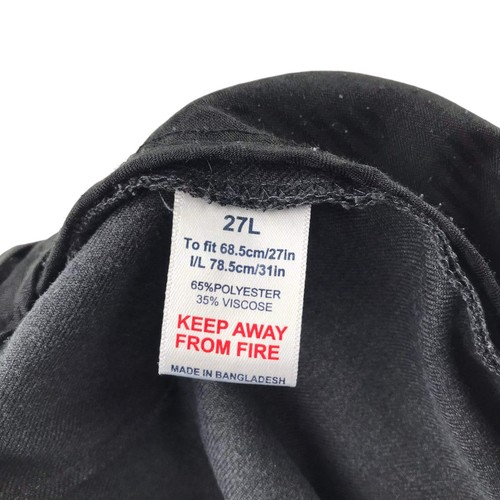 27L
To fit 68.5cm/27in
I/L 78.5cm/31in
65%POLYESTER
35% VISCOSE
KEEP AWAY
FROM FIRE
MADE IN BANGLADESH